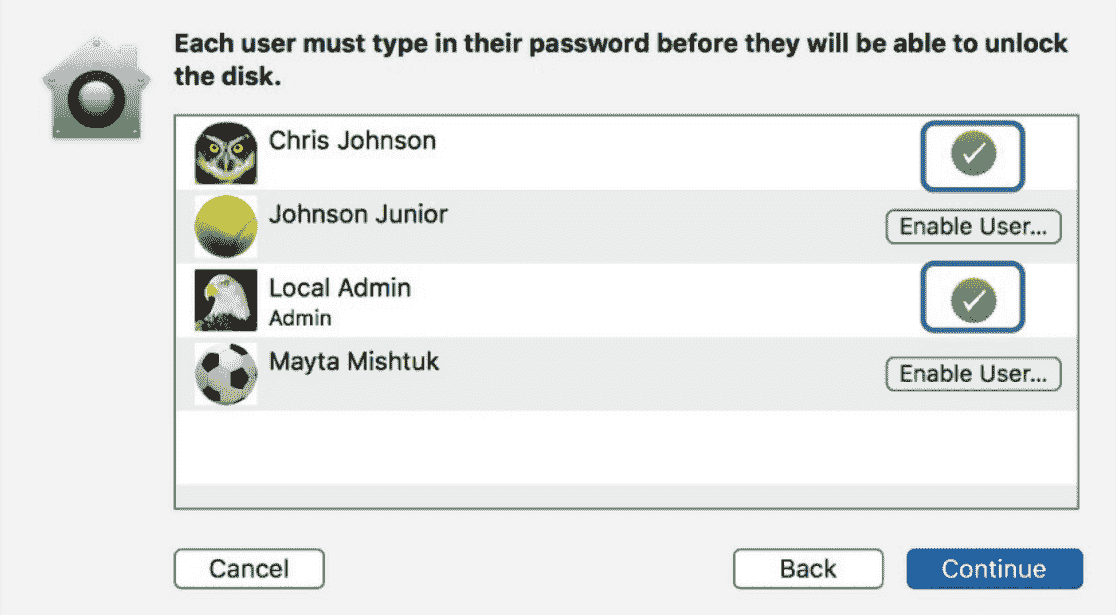 Each user must type in their password before they will be able to unlock
the disk.
Chris Johnson
Johnson Junior
Enable User...
Local Admin
Admin
Mayta Mishtuk
Enable User...
Cancel
Back
Continue